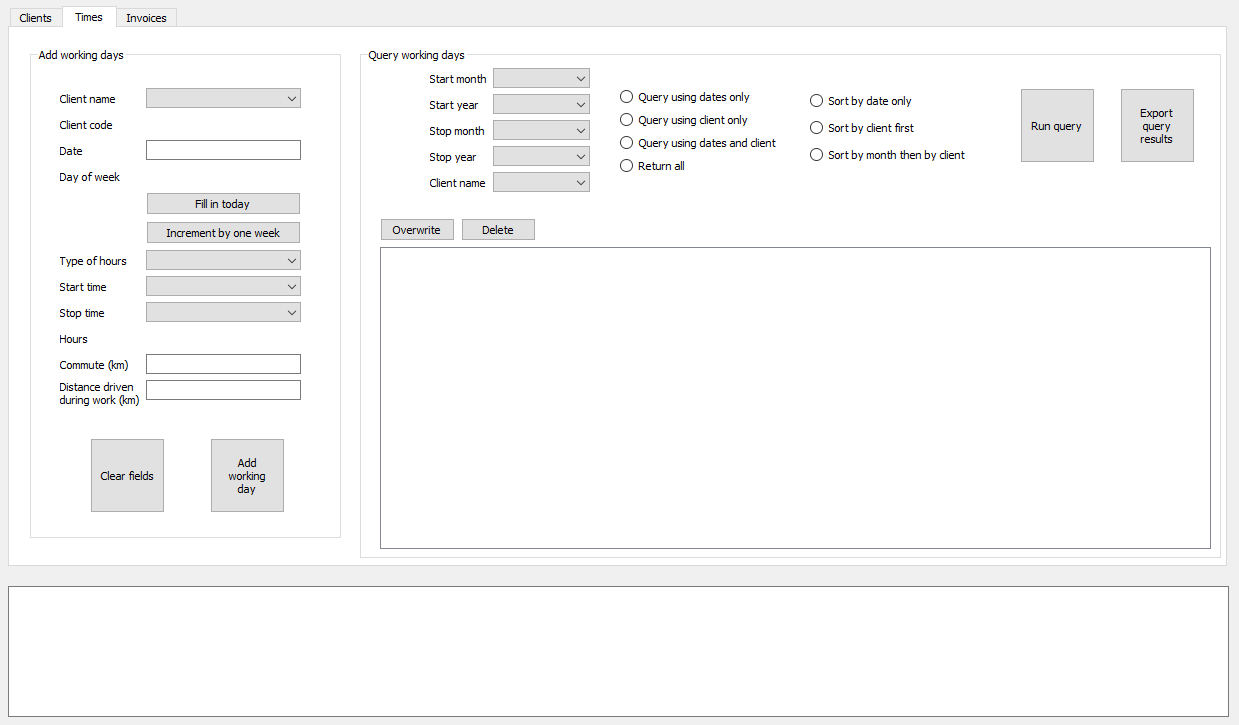 Clients Times Invoices
Add working days
Client name
Client code
Date
Day of week
Fill in today
Increment by one week
Type of hours
Start time
Stop time
Hours
Commute (km)
Distance driven
during work (km)
Clear fields
Add
working
day
Query working days
Start month
Start year
Stop month
Stop year
Client name
Query using dates only
Query using client only
Query using dates and client
Return all
Sort by date only
Sort by client first
Sort by month then by client
Run query
Export
query
results
Overwrite Delete